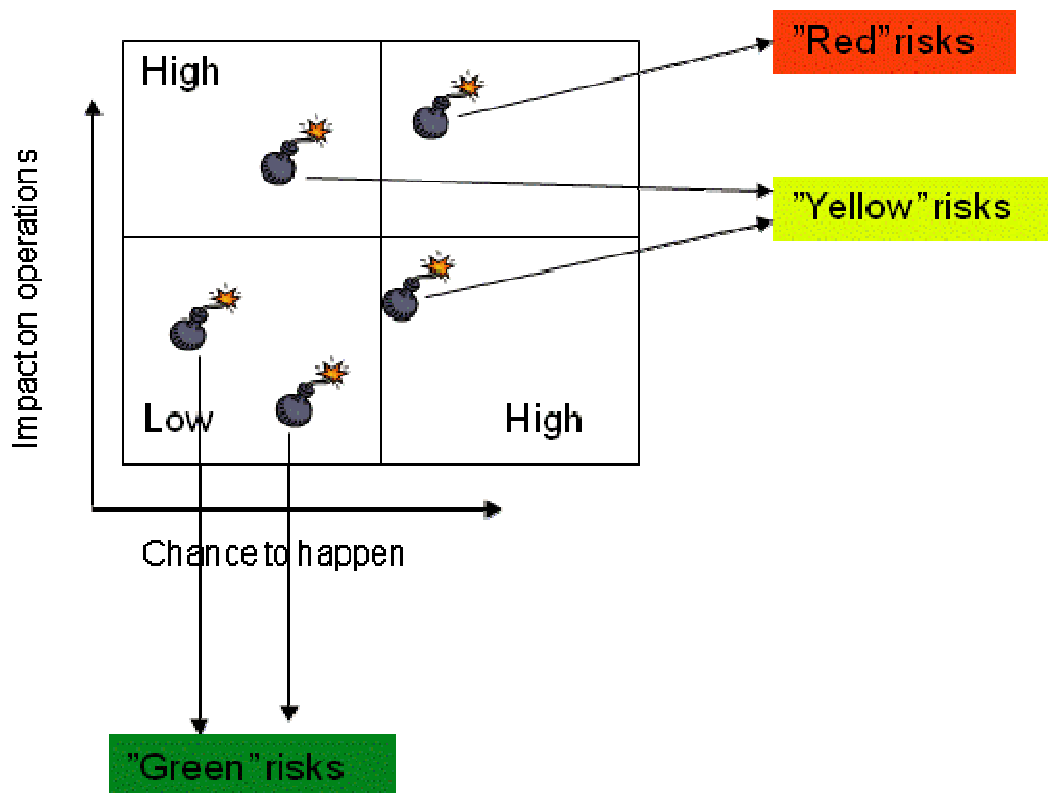 ”Red” risks
High
”Yellow” risks
Impact on operations
Low
High
Chance to happen
”Green” risks